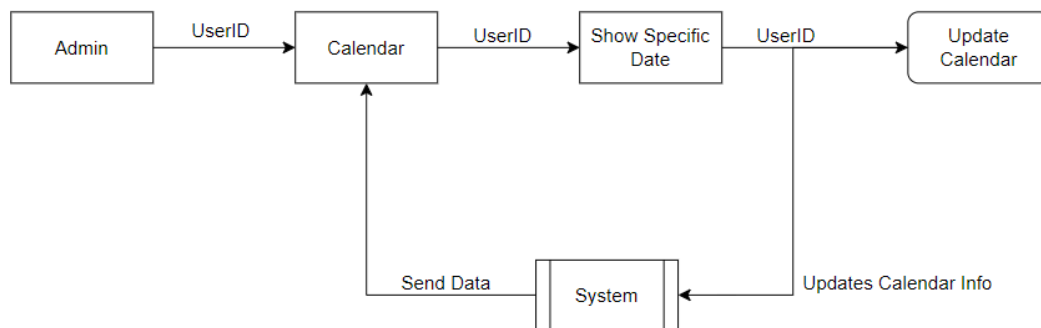 UserID
Admin
Calendar
UserID
Show Specific
Date
UserID
Update
Calendar
Send Data
System
Updates Calendar Info